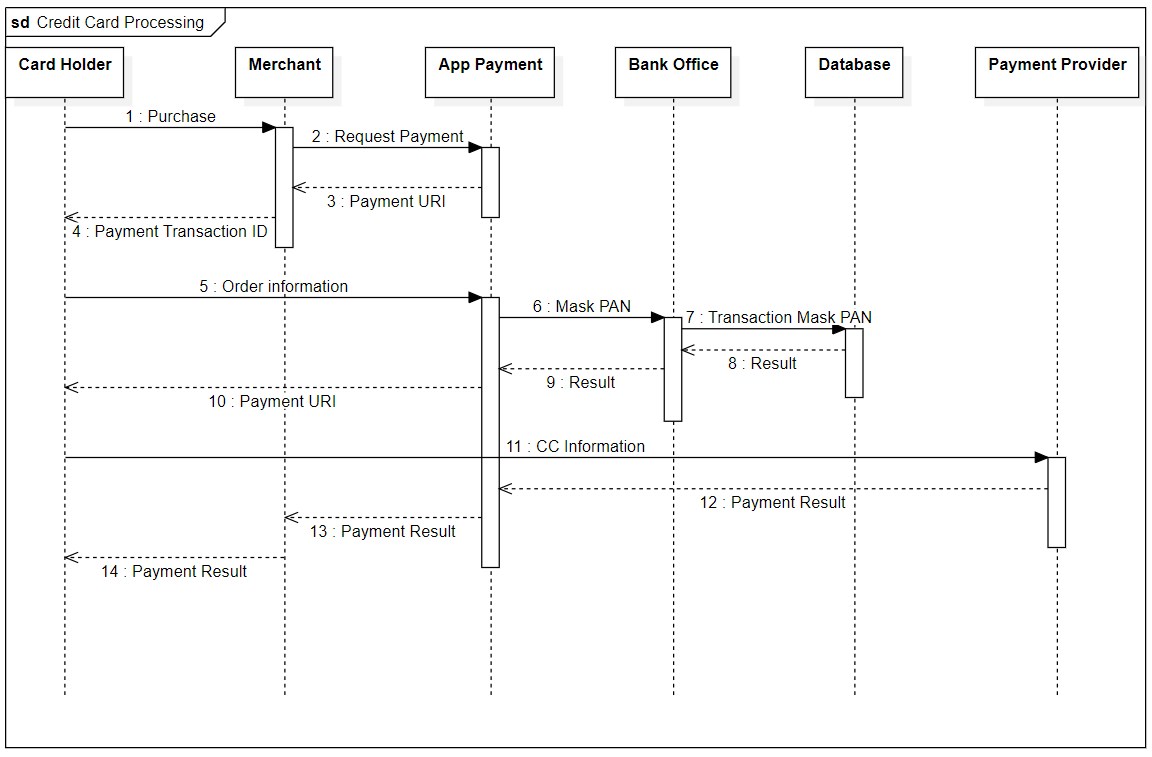 sd Credit Card Processing
Card Holder
Merchant
App Payment
Bank Office
Database
Payment Provider
1 : Purchase
2 : Request Payment
3 : Payment URI
4 : Payment Transaction ID
5 : Order information
6 : Mask PAN
7 : Transaction Mask PAN
8 : Result
9 : Result
10 : Payment URI
11 : CC Information
12 : Payment Result
13 : Payment Result
14 : Payment Result